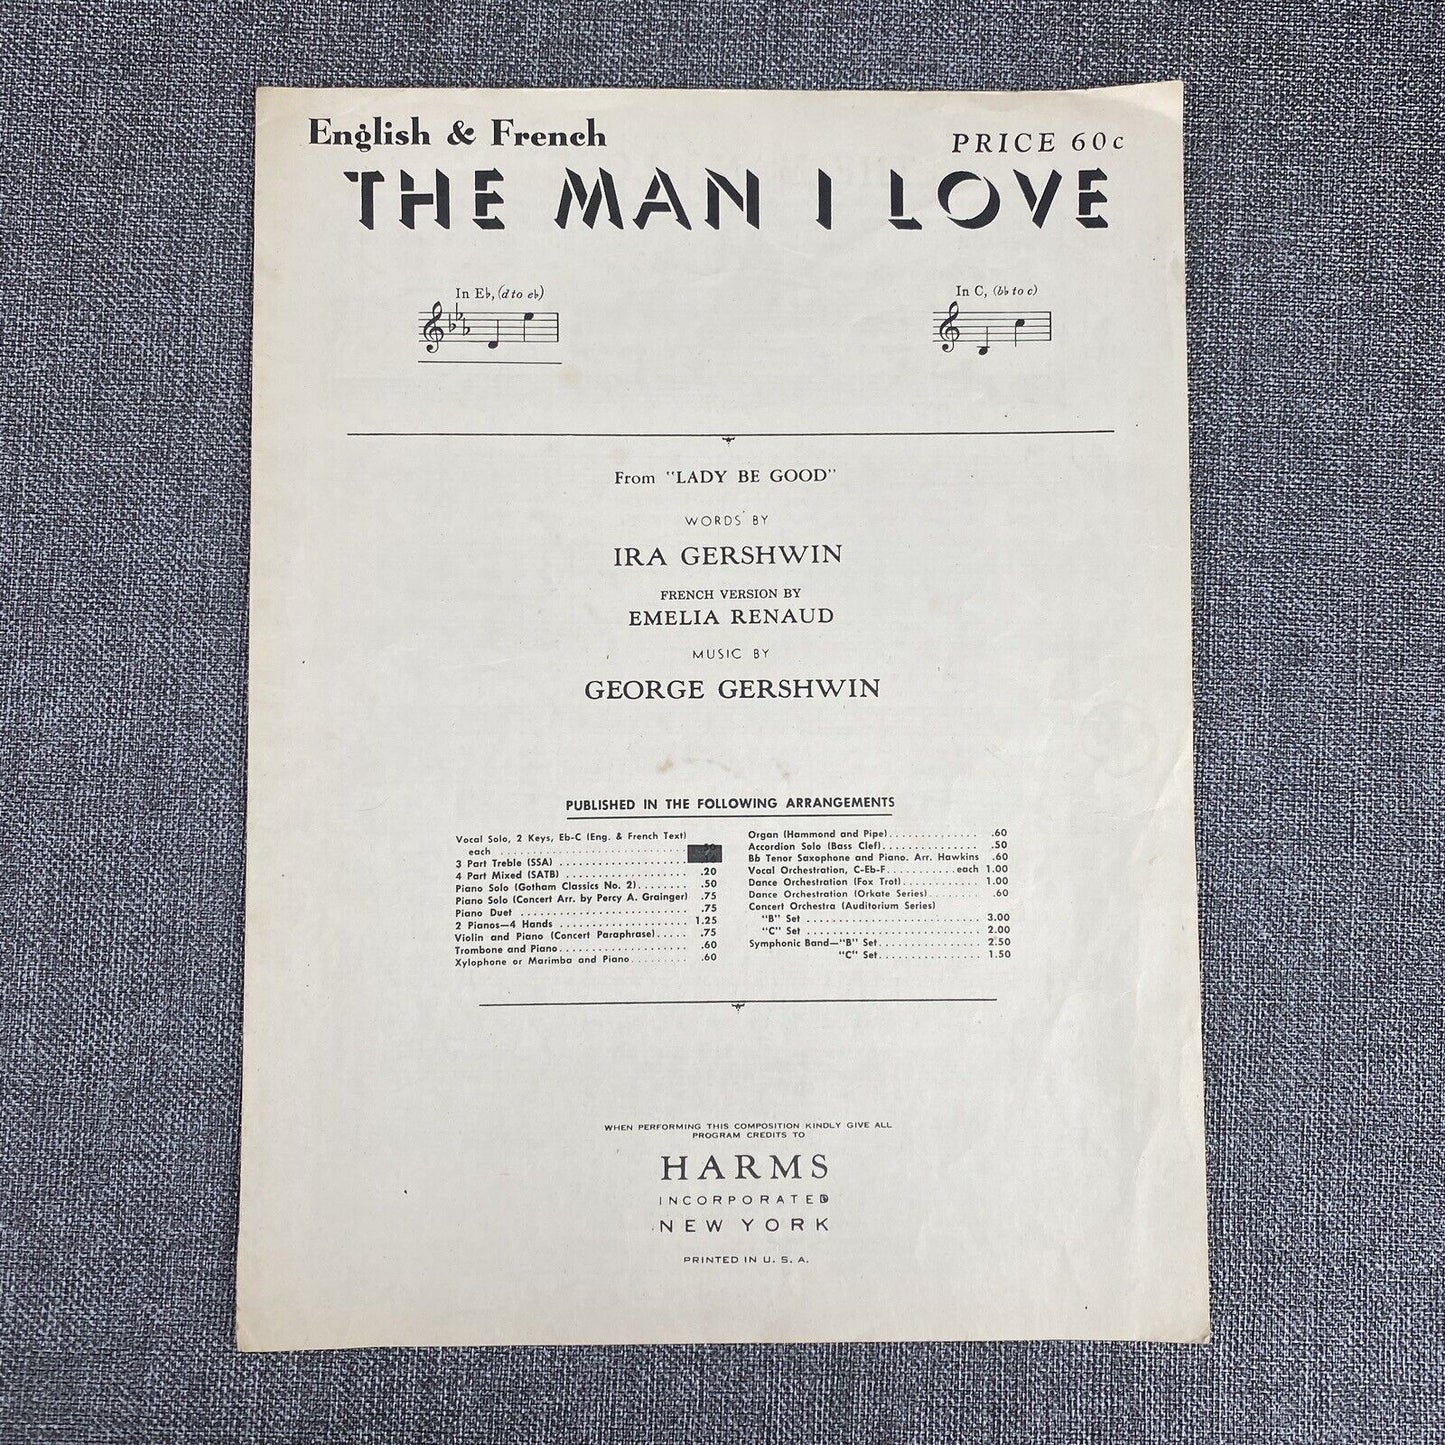 English & French
PRICE 60c
THE MAN I LOVE
In E♭, (d to e♭)
In C, (b♭ to c)
From "LADY BE GOOD"
WORDS BY
IRA GERSHWIN
FRENCH VERSION BY
EMELIA RENAUD
MUSIC BY
GEORGE GERSHWIN
PUBLISHED IN THE FOLLOWING ARRANGEMENTS
Vocal Solo, 2 Keys, Eb-C (Eng. & French Text)
each
3 Part Treble (SSA)
4 Part Mixed (SATB) .20
Piano Solo (Gotham Classics No. 2) .50
Piano Solo (Concert Arr. by Percy A. Grainger) .75
Piano Duet .75
2 Pianos—4 Hands 1.25
Violin and Piano (Concert Paraphrase) .75
Trombone and Piano .60
Xylophone or Marimba and Piano .60
Organ (Hammond and Pipe) .60
Accordion Solo (Bass Clef) .50
Bb Tenor Saxophone and Piano. Arr. Hawkins .60
Vocal Orchestration, C-Eb-F each 1.00
Dance Orchestration (Fox Trot) 1.00
Dance Orchestration (Orkate Series) .60
Concert Orchestra (Auditorium Series)
"B" Set 3.00
"C" Set 2.00
Symphonic Band—"B" Set 2.50
"C" Set 1.50
WHEN PERFORMING THIS COMPOSITION KINDLY GIVE ALL
PROGRAM CREDITS TO
HARMS
INCORPORATED
NEW YORK
PRINTED IN U. S. A.